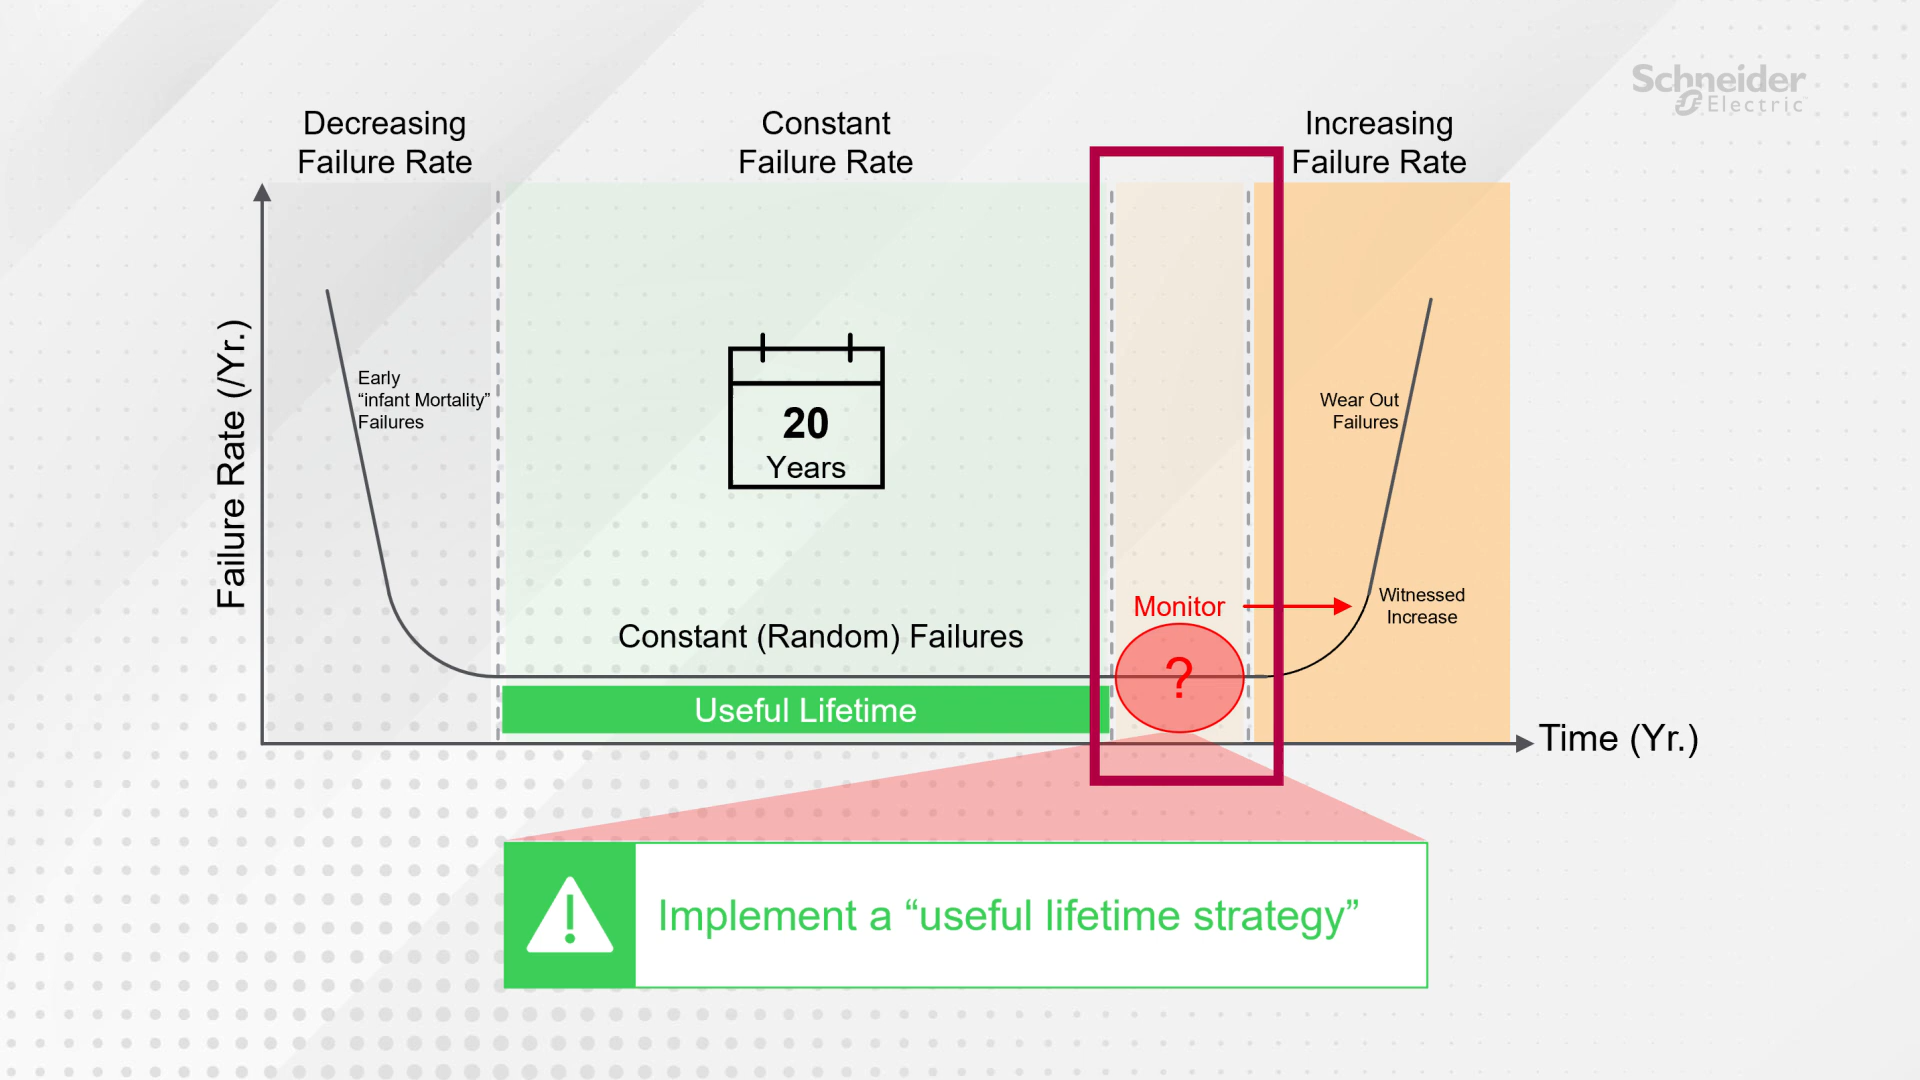 Schneider
Electric
Decreasing
Failure Rate
Constant
Failure Rate
Increasing
Failure Rate
Failure Rate (/Yr.)
Early
“infant Mortality”
Failures
20
Years
Wear Out
Failures
Monitor
Witnessed
Increase
Constant (Random) Failures
?
Useful Lifetime
Time (Yr.)
Implement a “useful lifetime strategy”